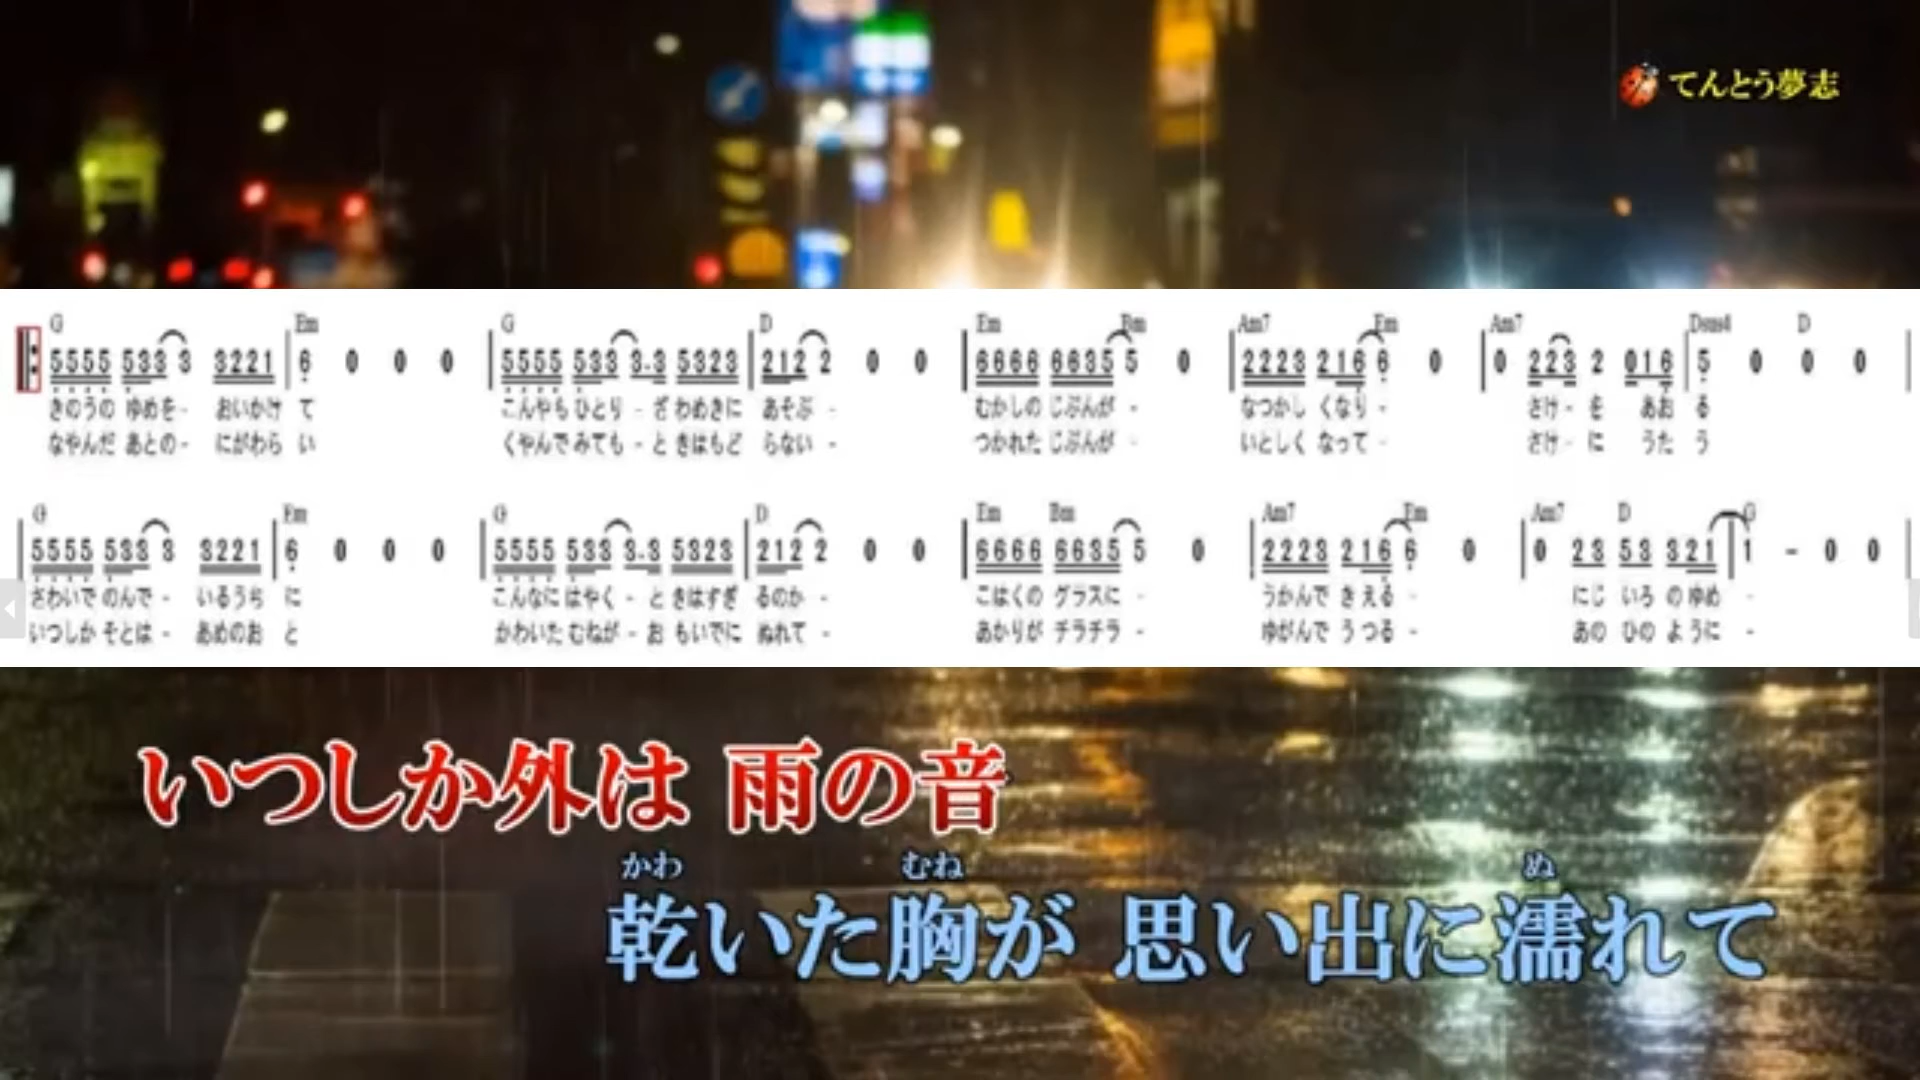 てんとう夢志
G Em G D Em Bm Am7 Em Am7 Dsus4 D
5555 533 3 3221 6 0 0 0 5555 533 3-3 5323 212 2 0 0 6666 6635 5 0 2223 216 6 0 0 223 2 016 5 0 0 0
きのうの ゆめを - おいかけ て こんやも ひとり - ざ わめきに あそぶ - むかしの じぶんが - なつかし くなり - さけ - を あお る
なやんだ あとの - にがわら い くやんで みても - と きはもど らない - つかれた じぶんが - いとしく なって - さけ - に うた う
G Em G D Em Bm Am7 Em Am7 D G
5555 533 3 3221 6 0 0 0 5555 533 3-3 5323 212 2 0 0 6666 6635 5 0 2223 216 6 0 0 23 53 321 1 - 0 0
さわいで のんで - いるうち に こんなに はやく - と きはすぎ るのか - こはくの グラスに - うかんで きえる - にじ いろ のゆめ -
いつしか そとは - あめのお と かわいた むねが - お もいでに ぬれて - あかりが チラチラ - ゆがんで うつる - あの ひの ように -
いつしか外は 雨の音
かわ むね ぬ
乾いた胸が 思い出に濡れて